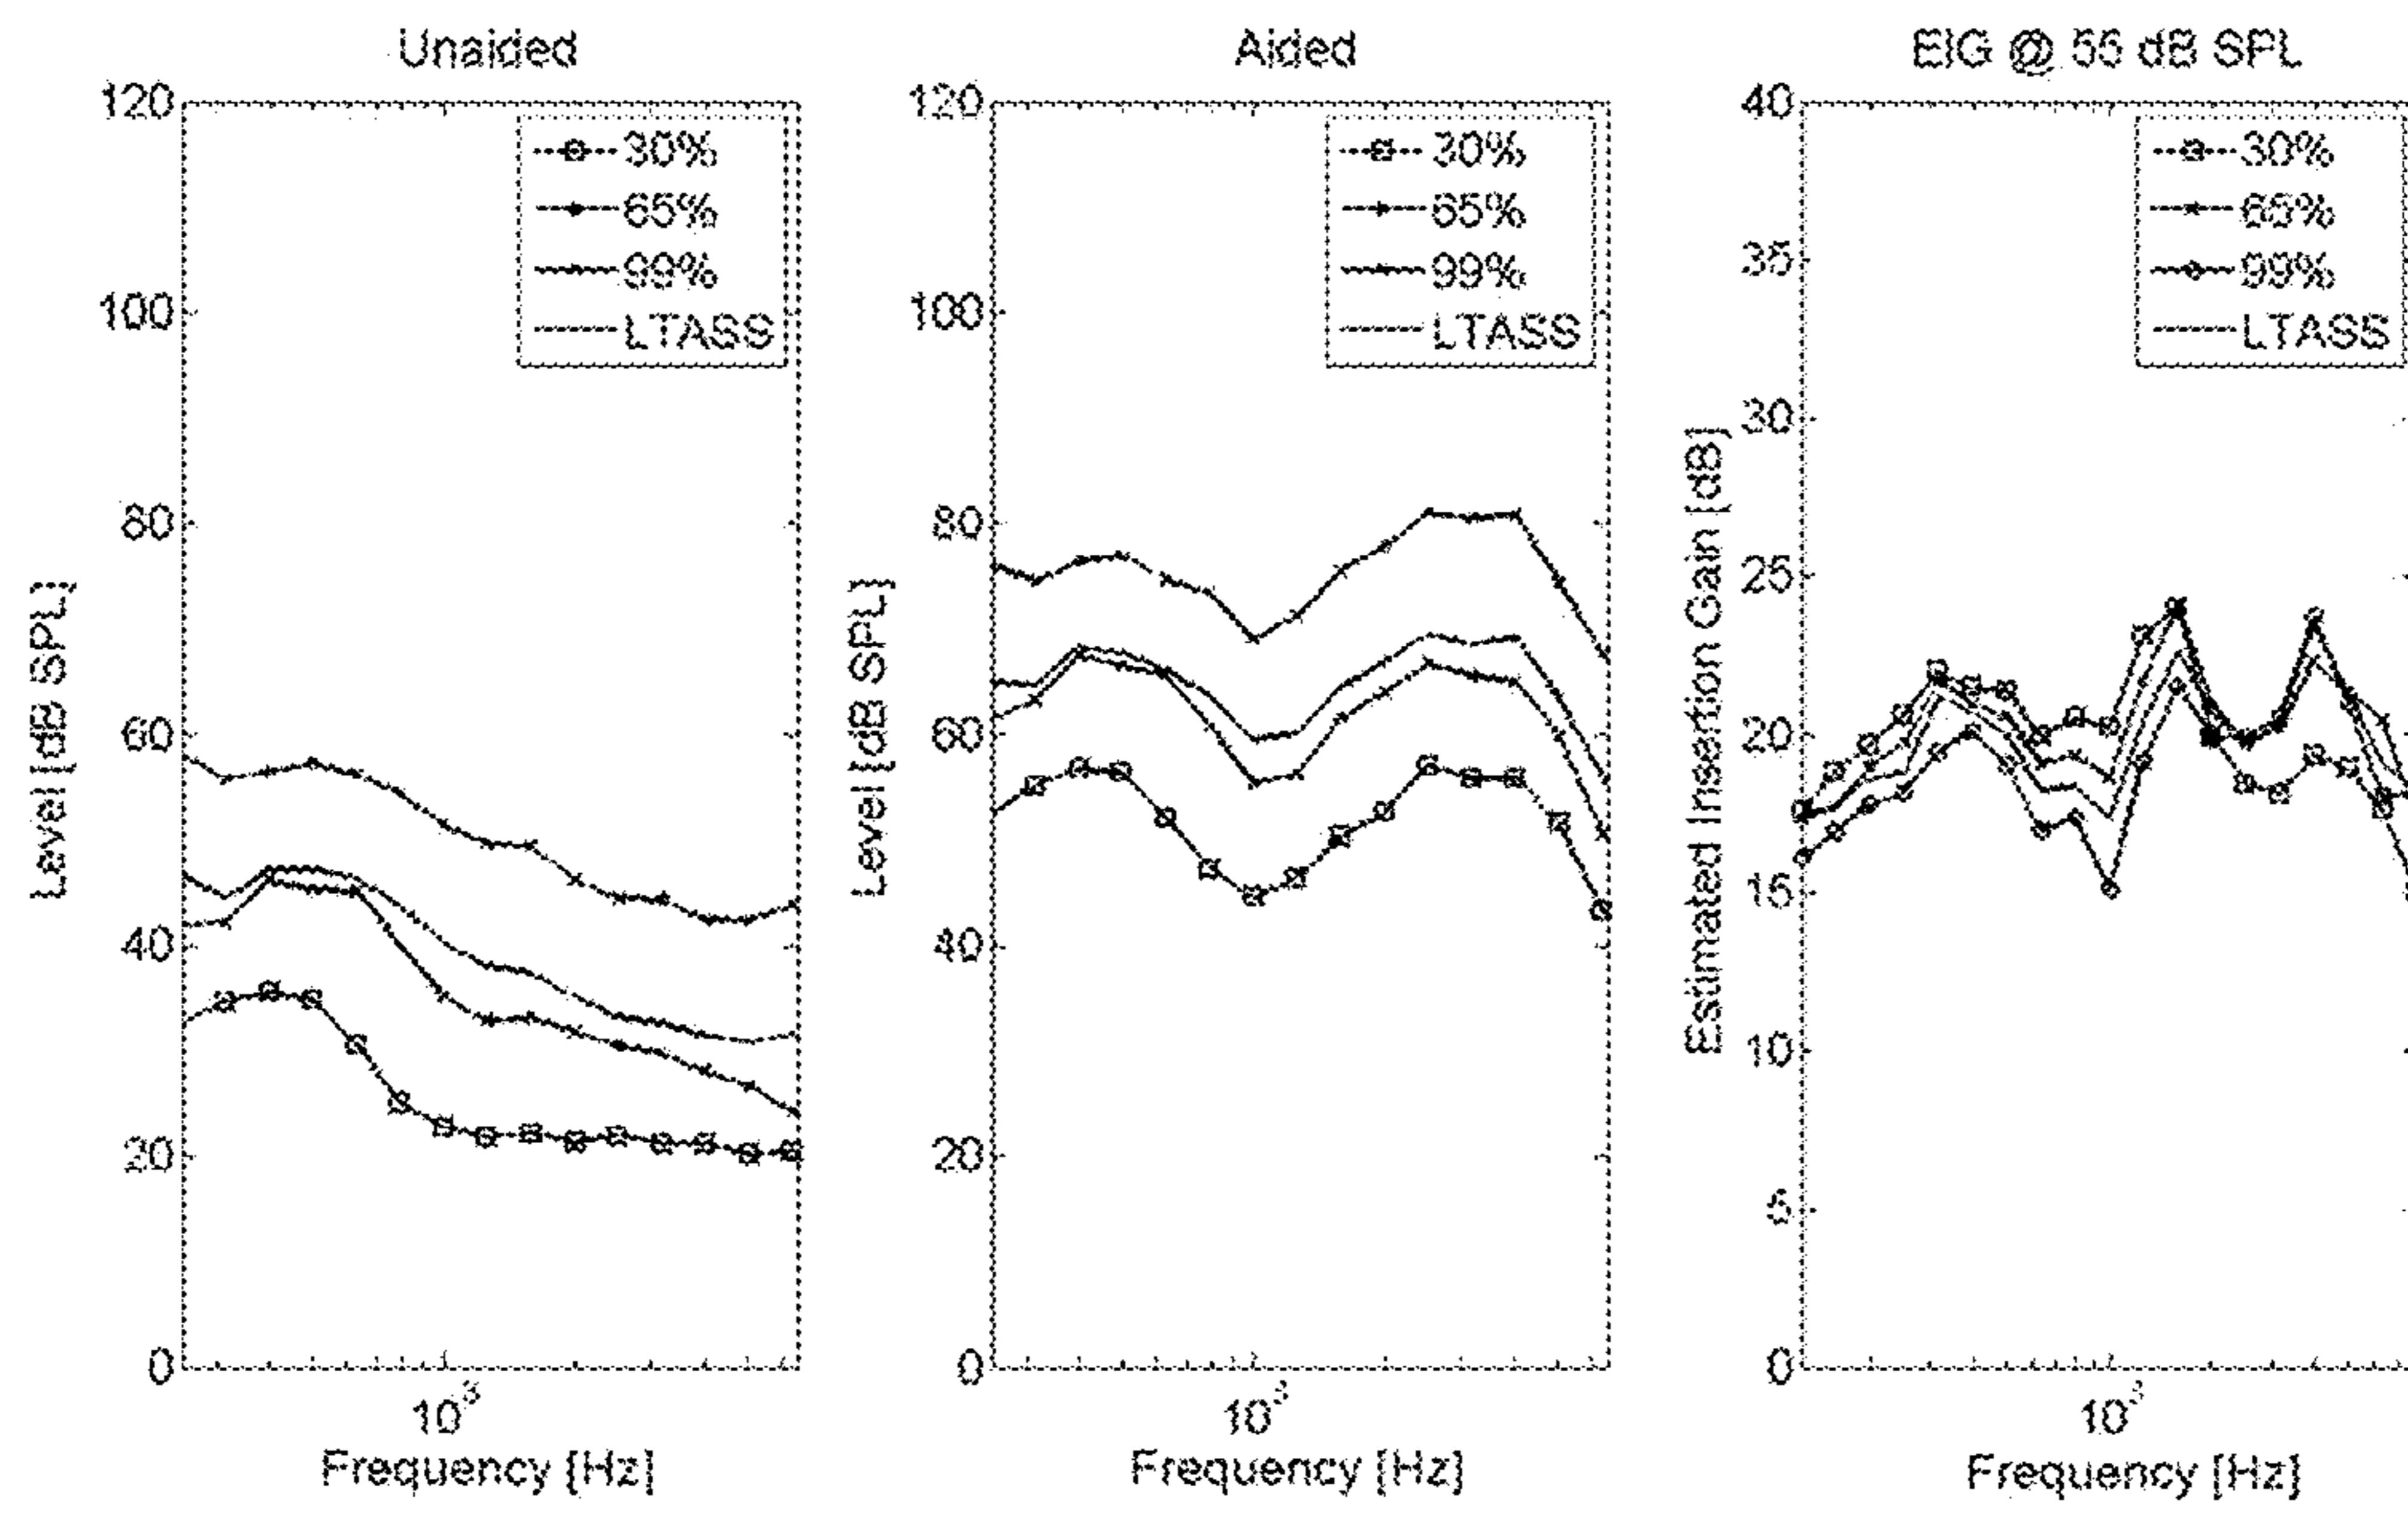 Unaided
120
100
80
60
40
20
0
Level [dB SPL]
30%
65%
99%
LTASS
10³
Frequency [Hz]
Aided
120
100
80
60
40
20
0
Level [dB SPL]
30%
65%
99%
LTASS
10³
Frequency [Hz]
EIG @ 55 dB SPL
40
35
30
25
20
15
10
5
0
Estimated Insertion Gain [dB]
30%
65%
99%
LTASS
10³
Frequency [Hz]